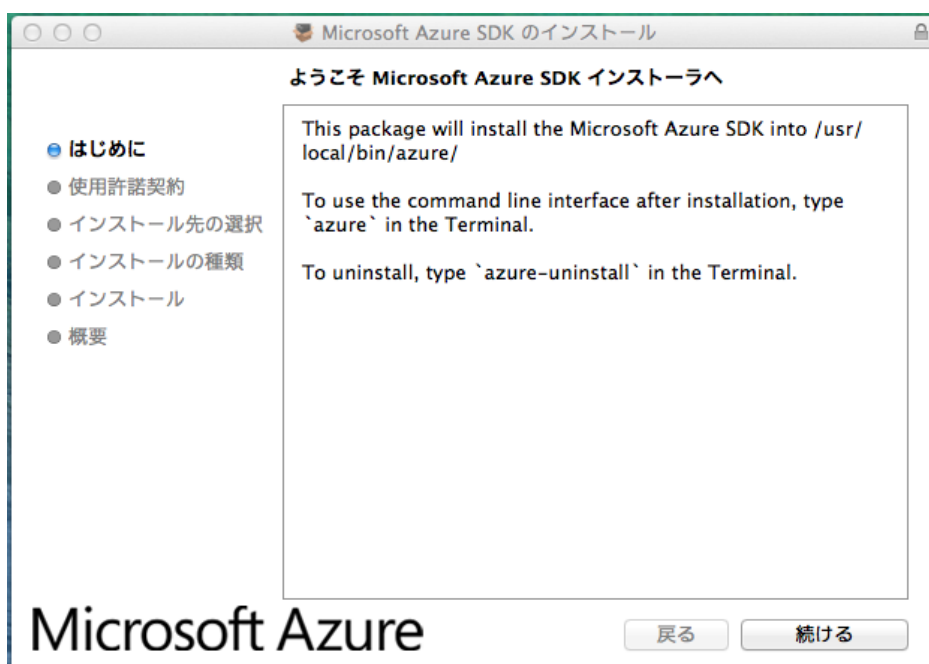 Microsoft Azure SDK のインストール
ようこそ Microsoft Azure SDK インストーラへ
はじめに
使用許諾契約
インストール先の選択
インストールの種類
インストール
概要
This package will install the Microsoft Azure SDK into /usr/
local/bin/azure/
To use the command line interface after installation, type
`azure` in the Terminal.
To uninstall, type `azure-uninstall` in the Terminal.
Microsoft Azure
戻る
続ける